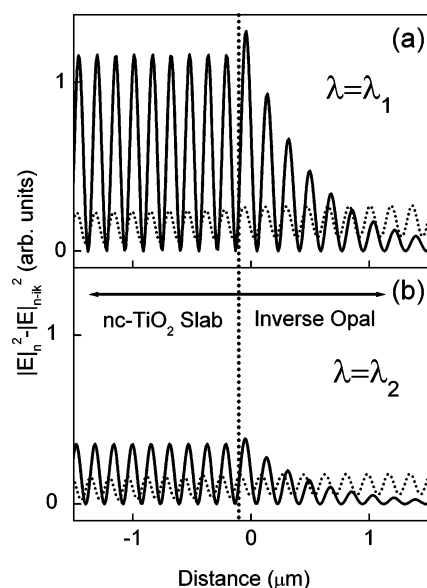 (a)
λ=λ₁
1
0
(b)
nc-TiO₂ Slab
Inverse Opal
1
λ=λ₂
0
-1 0 1
Distance (μm)
|E|ₙ²-|E|ₙ₋ᵢₖ² (arb. units)